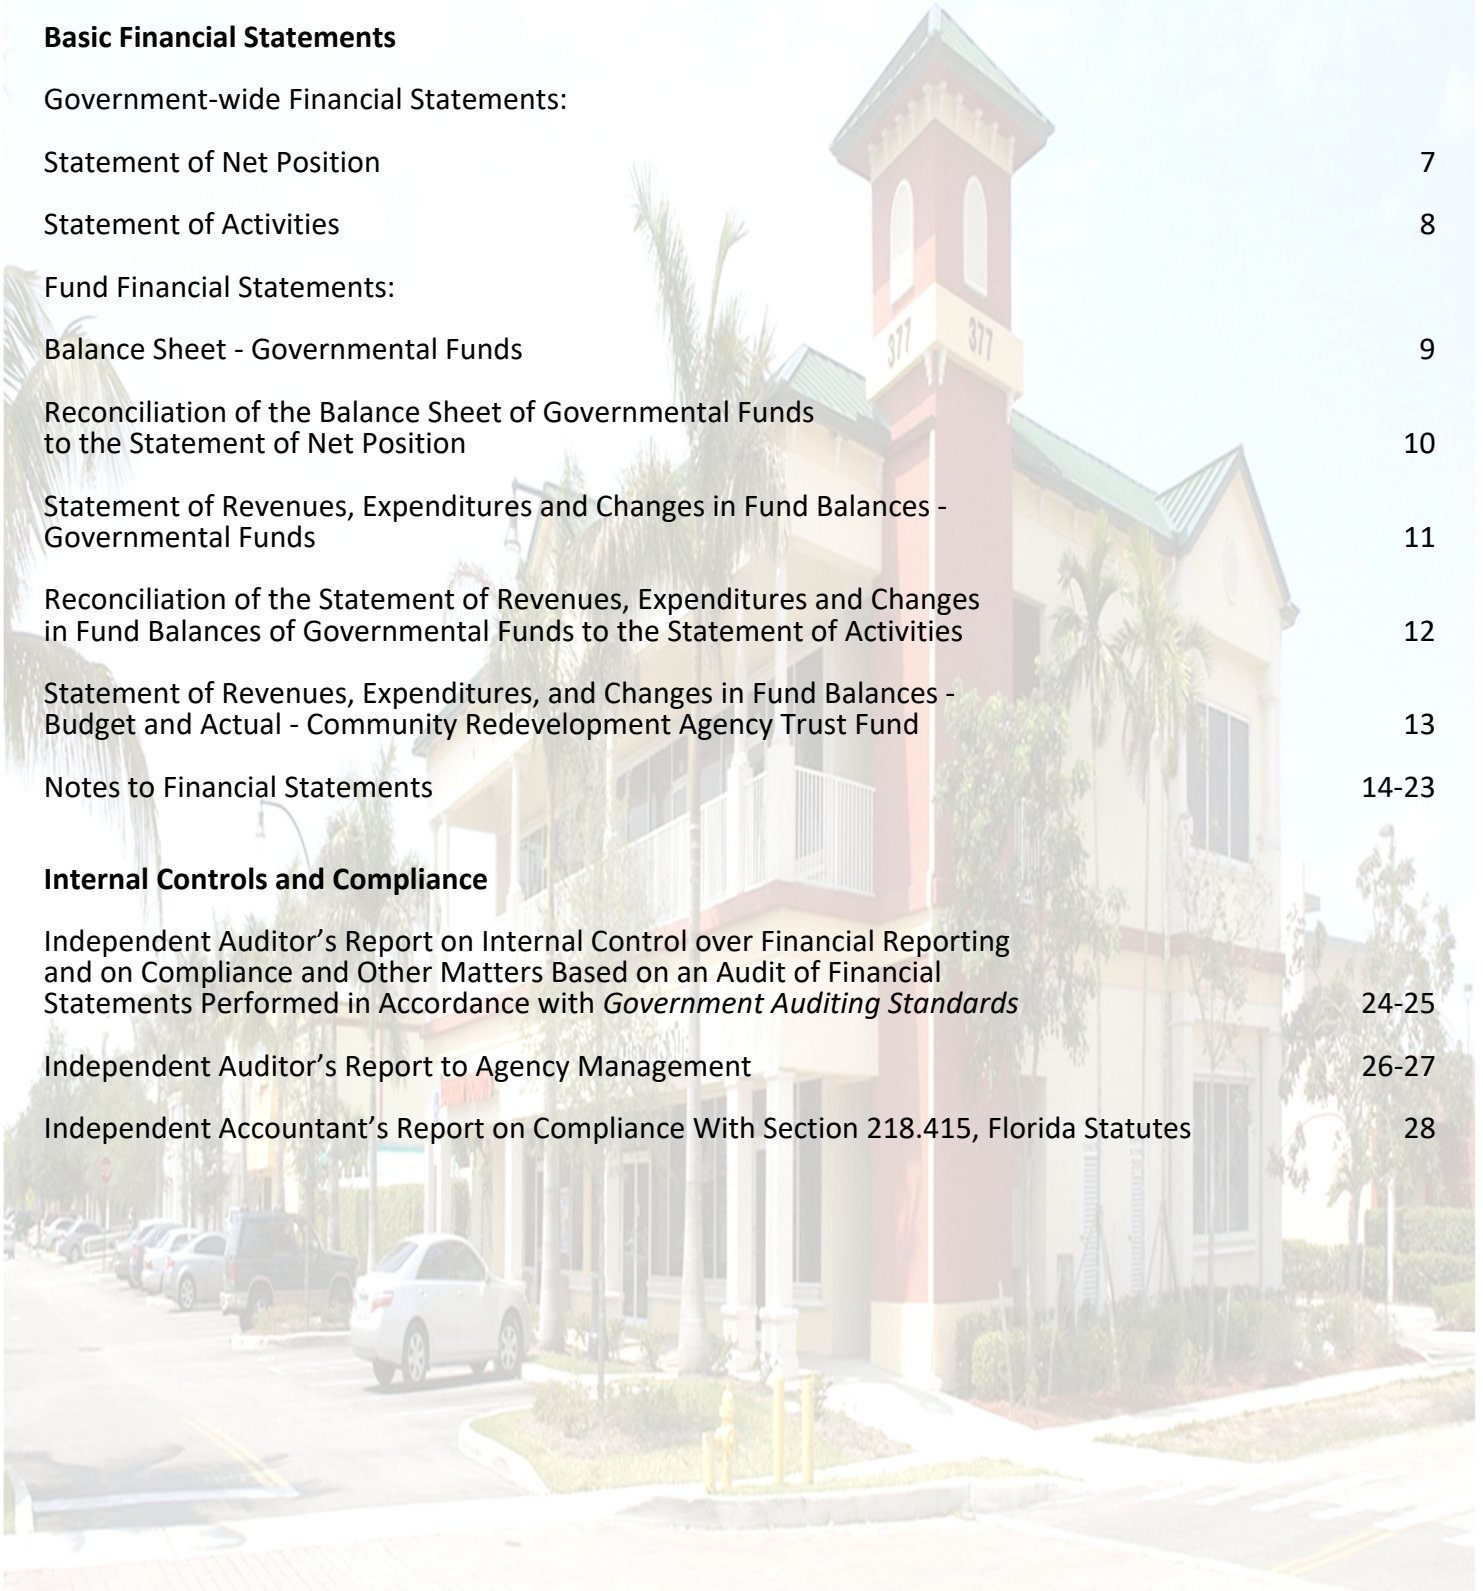 Basic Financial Statements
Government-wide Financial Statements:
Statement of Net Position 7
Statement of Activities 8
Fund Financial Statements:
Balance Sheet - Governmental Funds 9
Reconciliation of the Balance Sheet of Governmental Funds
to the Statement of Net Position 10
Statement of Revenues, Expenditures and Changes in Fund Balances -
Governmental Funds 11
Reconciliation of the Statement of Revenues, Expenditures and Changes
in Fund Balances of Governmental Funds to the Statement of Activities 12
Statement of Revenues, Expenditures, and Changes in Fund Balances -
Budget and Actual - Community Redevelopment Agency Trust Fund 13
Notes to Financial Statements 14-23
Internal Controls and Compliance
Independent Auditor’s Report on Internal Control over Financial Reporting
and on Compliance and Other Matters Based on an Audit of Financial
Statements Performed in Accordance with Government Auditing Standards 24-25
Independent Auditor’s Report to Agency Management 26-27
Independent Accountant’s Report on Compliance With Section 218.415, Florida Statutes 28
377
377